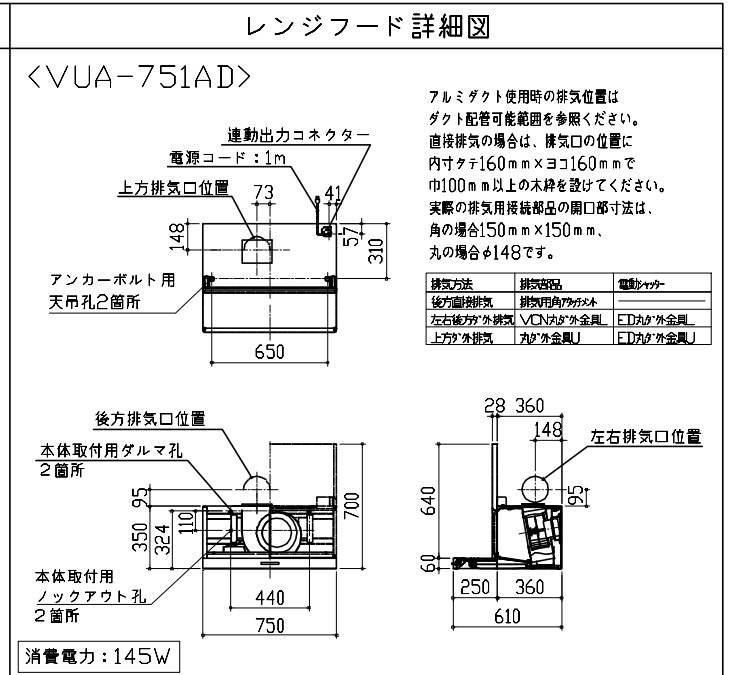 レンジフード詳細図
<VUA-751AD>
アルミダクト使用時の排気位置は
ダクト配管可能範囲を参照ください。
直接排気の場合は、排気口の位置に
内寸タテ160mm×ヨコ160mmで
巾100mm以上の木枠を設けてください。
実際の排気用接続部品の開口部寸法は、
角の場合150mm×150mm、
丸の場合φ148です。
連動出力コネクター
電源コード：1m
上方排気口位置
73
41
148
57
310
アンカーボルト用
天吊孔2箇所
650
排気方法 排気部品 電動シャッター
後方直接排気 排気用角アタッチメント
左右後方ダクト排気 VCN丸ダクト金具L ED丸ダクト金具L
上方ダクト排気 丸ダクト金具U ED丸ダクト金具U
後方排気口位置
本体取付用ダルマ孔
2箇所
95
350
324
110
700
本体取付用
ノックアウト孔
2箇所
440
750
28
360
148
左右排気口位置
640
95
60
250
360
610
消費電力：145W